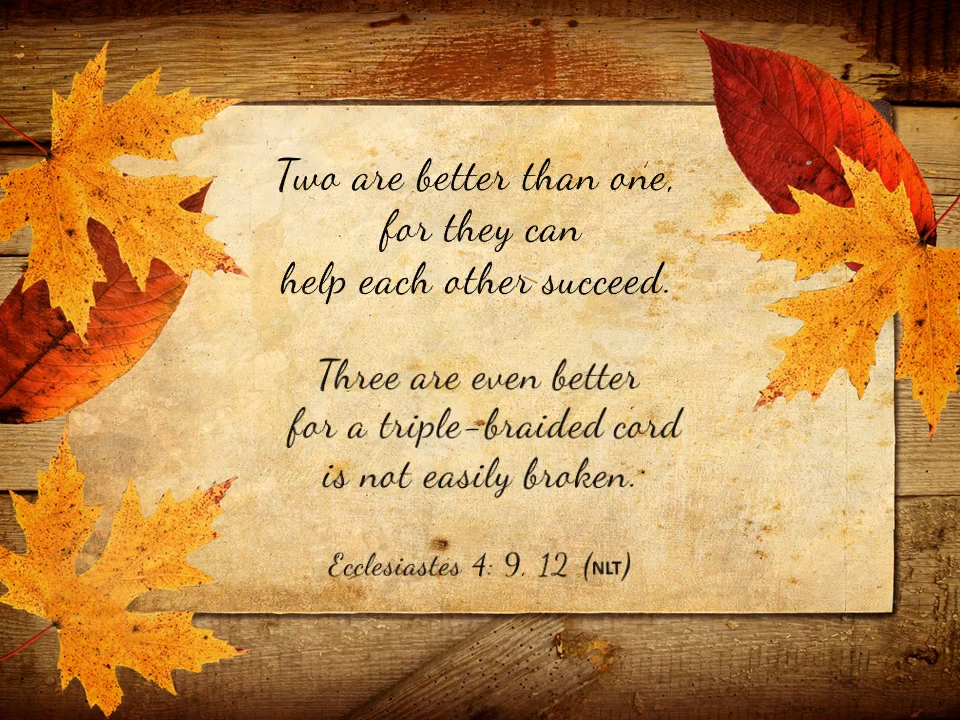 Two are better than one,
for they can
help each other succeed.
Three are even better
for a triple-braided cord
is not easily broken.
Ecclesiastes 4: 9, 12 (NLT)